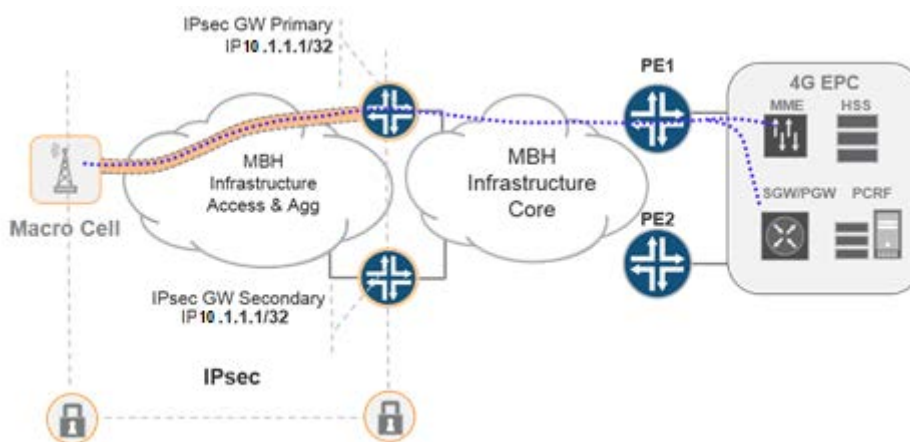 IPsec GW Primary
IP10.1.1.1/32
PE1
4G EPC
MME
HSS
MBH
Infrastructure
Access & Agg
MBH
Infrastructure
Core
Macro Cell
SGW/PGW
PCRF
PE2
IPsec GW Secondary
IP10.1.1.1/32
IPsec